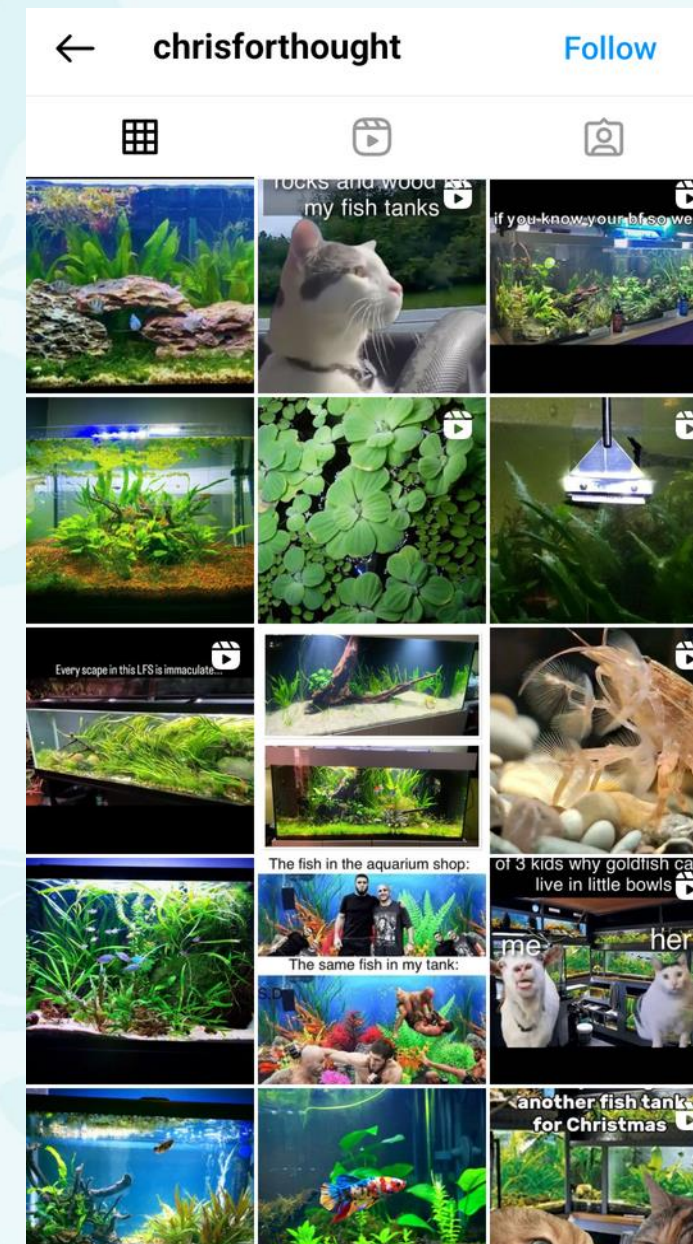 chrisforthought
Follow
rocks and wood
my fish tanks
if you know your bf so
Every scape in this LFS is immaculate...
The fish in the aquarium shop:
The same fish in my tank:
S.D
of 3 kids why goldfish
live in little bowls
me
her
another fish tank
for Christmas